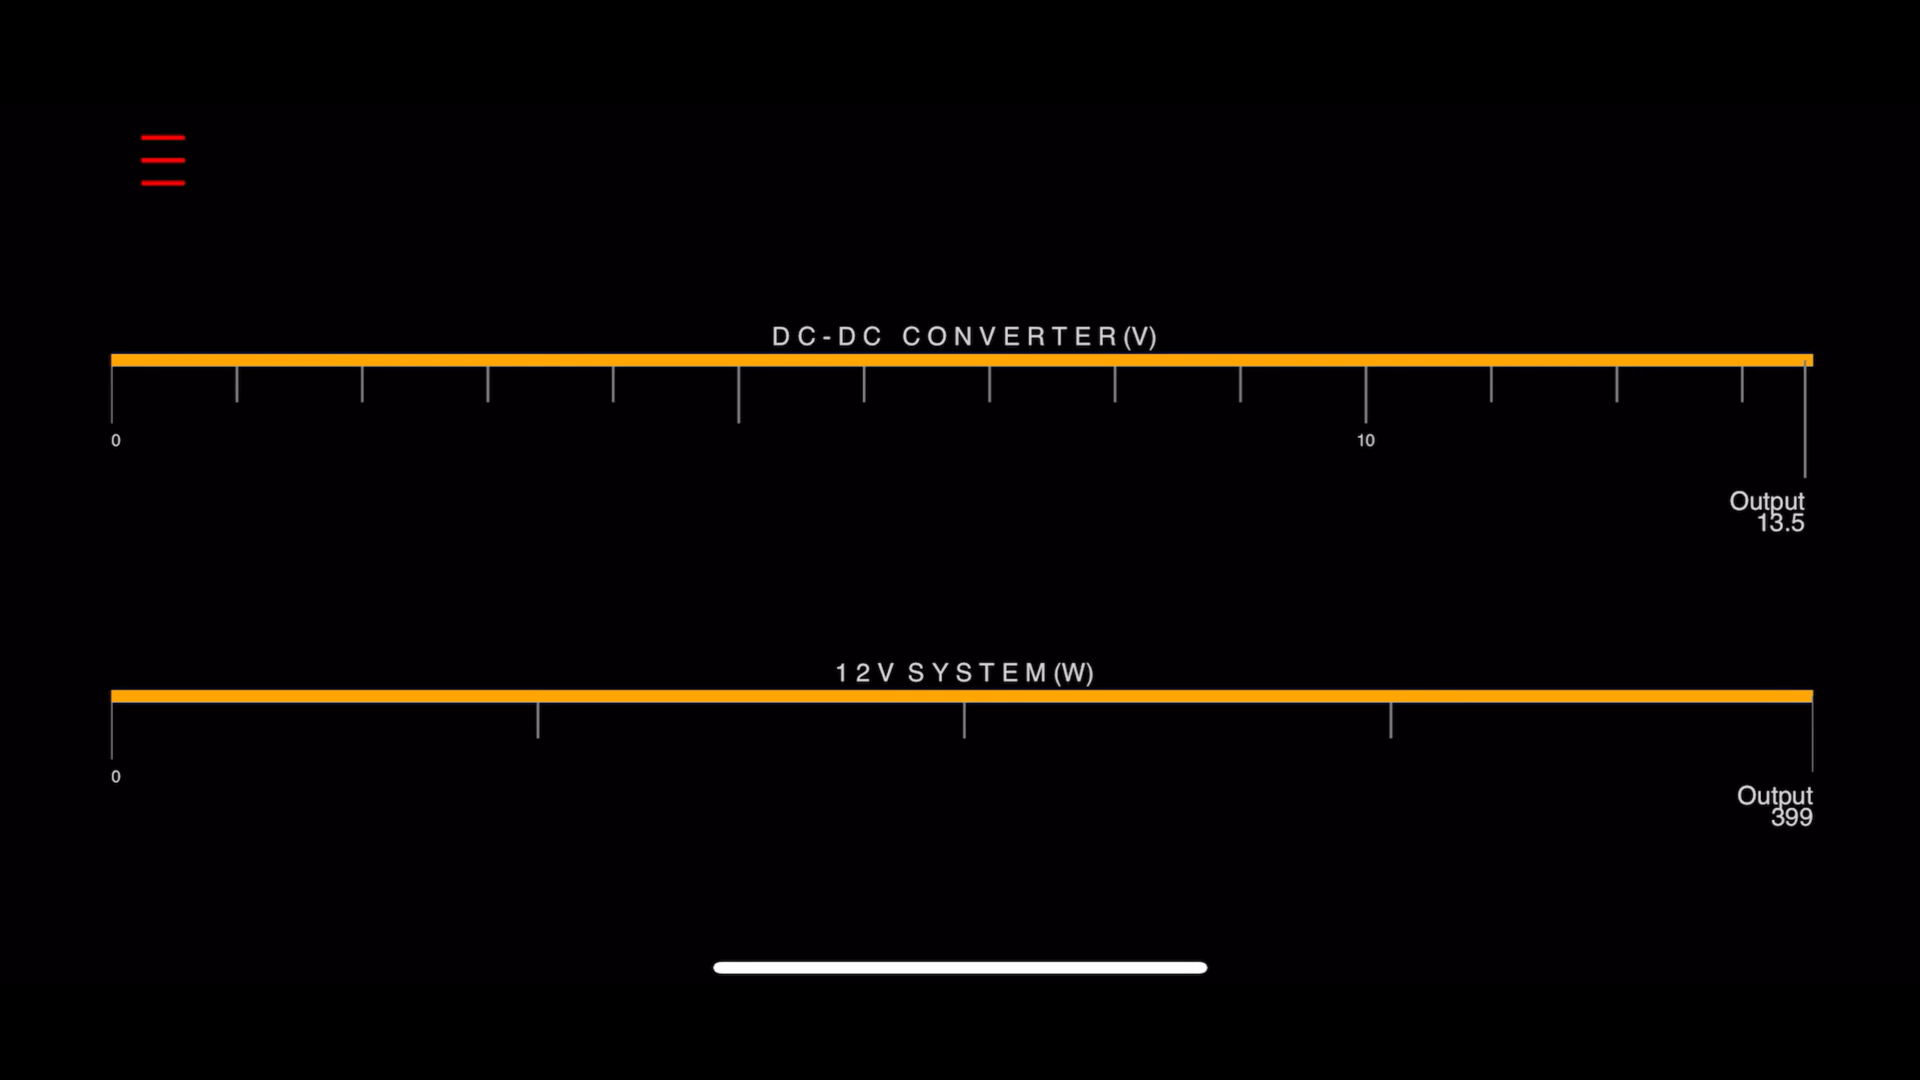 DC-DC CONVERTER(V)
0
10
Output
13.5
12V SYSTEM(W)
0
Output
399